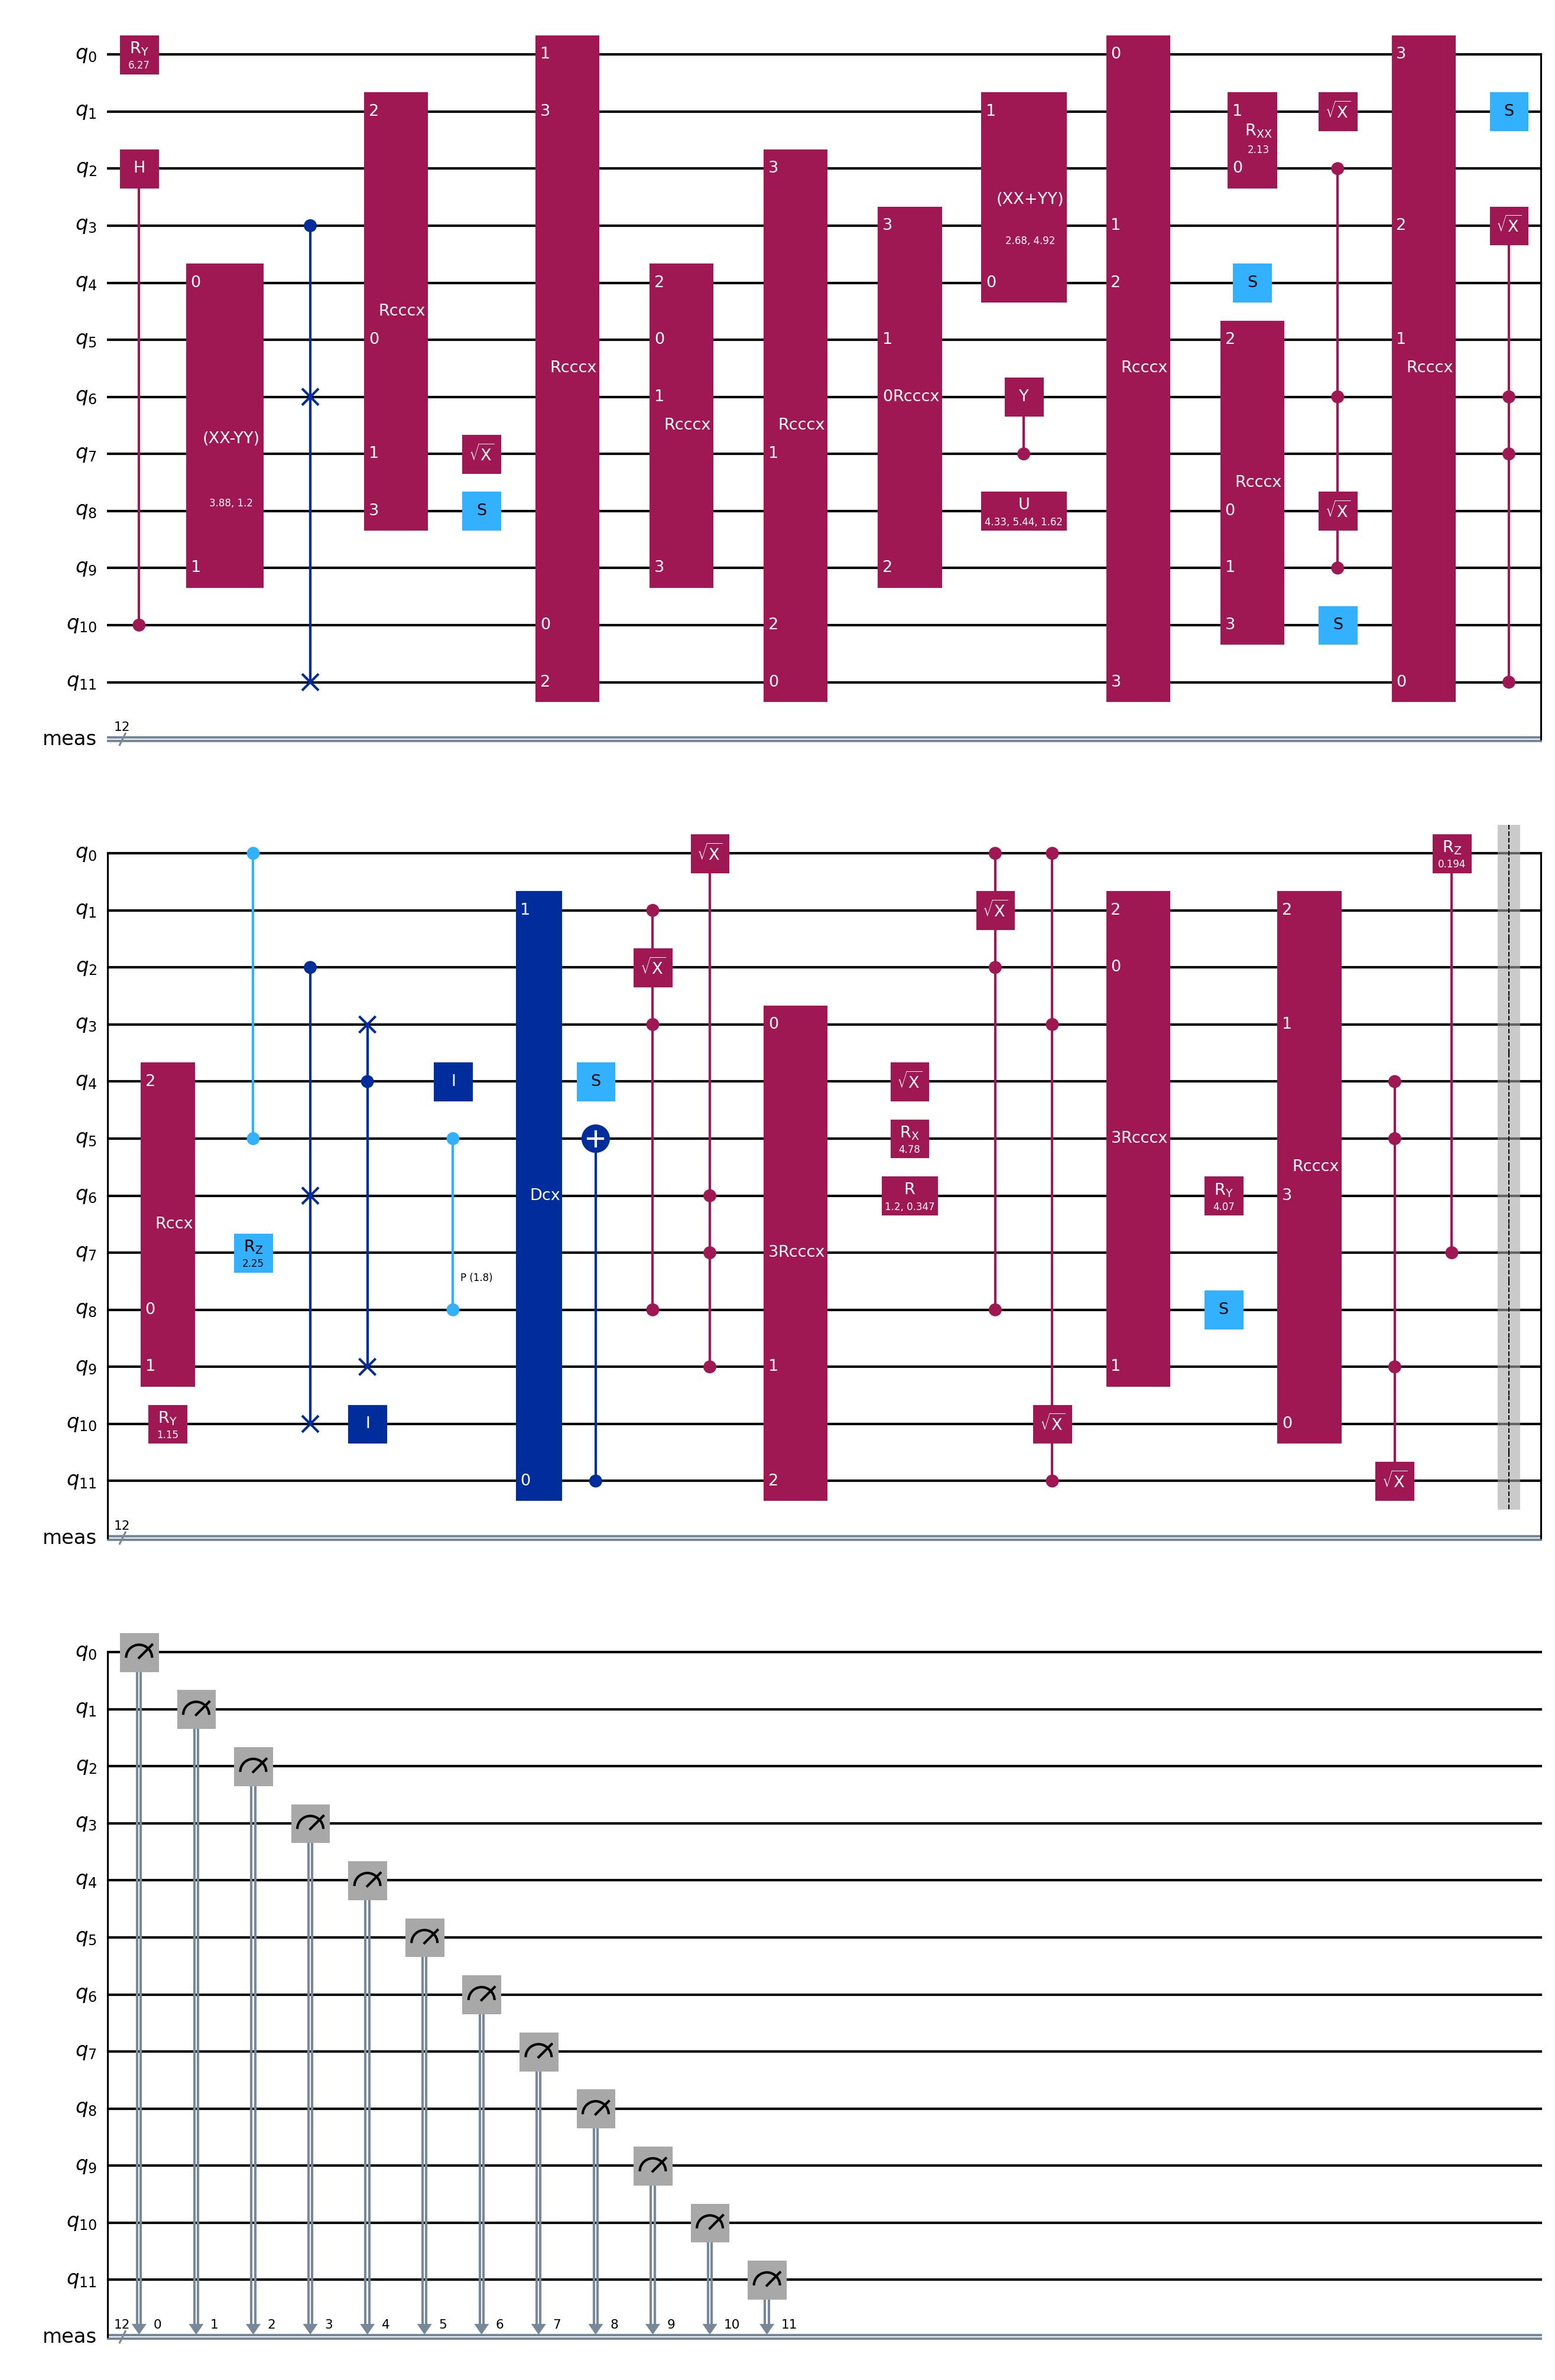 q0 RY 6.27 1 0 3
q1 2 3 1 1 √X S
q2 H 3 (XX+YY) RXX 2.13 0
q3 3 2.68, 4.92 1 2 √X
q4 0 2 0 2 S
q5 Rcccx 0 0 1 2 1
q6 1 0Rcccx Y Rcccx Rcccx Rcccx
q7 (XX-YY) 1 √X Rcccx Rcccx 1
q8 3.88, 1.2 3 S U 4.33, 5.44, 1.62 Rcccx 0 √X
q9 1 3 2 1
q10 0 2 3 S
q11 2 0 3 0
meas 12
q0 √X RZ 0.194
q1 1 √X 2 2
q2 √X 0
q3 0 1
q4 2 I S √X
q5 RX 4.78 3Rcccx Rcccx
q6 Dcx R 1.2, 0.347 RY 4.07 3
q7 Rccx RZ 2.25 P (1.8) 3Rcccx
q8 0 S
q9 1 1 1
q10 RY 1.15 I √X 0
q11 0 2 √X
meas 12
q0
q1
q2
q3
q4
q5
q6
q7
q8
q9
q10
q11
meas 12 0 1 2 3 4 5 6 7 8 9 10 11